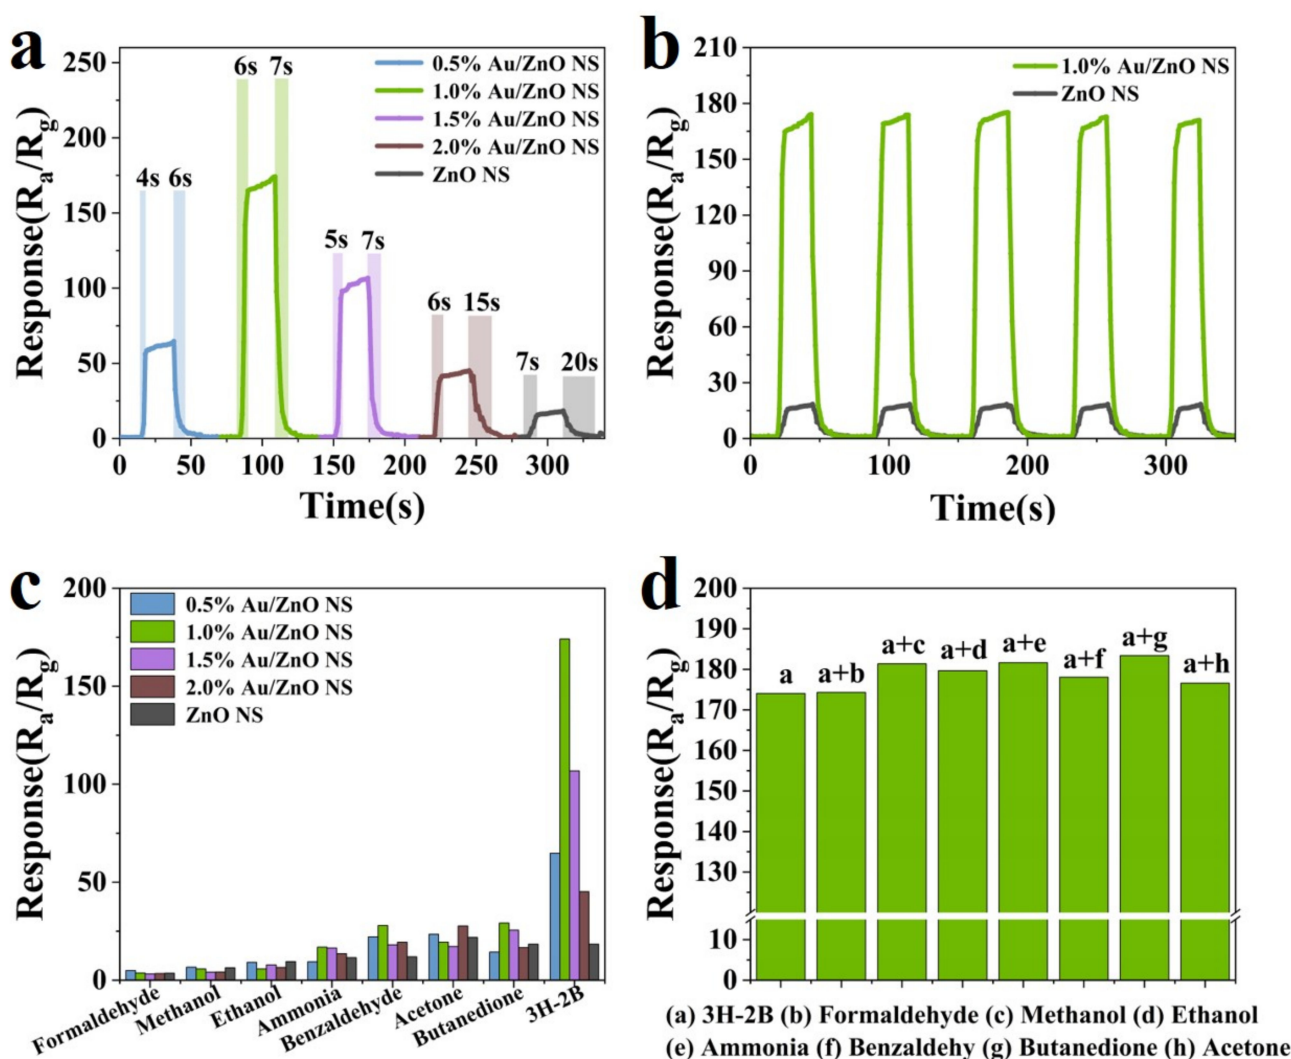 a
250
200
150
100
50
0
Response(Ra/Rg)
0.5% Au/ZnO NS
1.0% Au/ZnO NS
1.5% Au/ZnO NS
2.0% Au/ZnO NS
ZnO NS
4s 6s
6s 7s
5s 7s
6s 15s
7s 20s
0 50 100 150 200 250 300
Time(s)
b
210
180
150
120
90
60
30
0
Response(Ra/Rg)
1.0% Au/ZnO NS
ZnO NS
0 100 200 300
Time(s)
c
200
150
100
50
0
Response(Ra/Rg)
0.5% Au/ZnO NS
1.0% Au/ZnO NS
1.5% Au/ZnO NS
2.0% Au/ZnO NS
ZnO NS
Formaldehyde
Methanol
Ethanol
Ammonia
Benzaldehyde
Acetone
Butanedione
3H-2B
d
200
190
180
170
160
150
140
130
10
0
Response(Ra/Rg)
a
a+b
a+c
a+d
a+e
a+f
a+g
a+h
(a) 3H-2B (b) Formaldehyde (c) Methanol (d) Ethanol
(e) Ammonia (f) Benzaldehy (g) Butanedione (h) Acetone